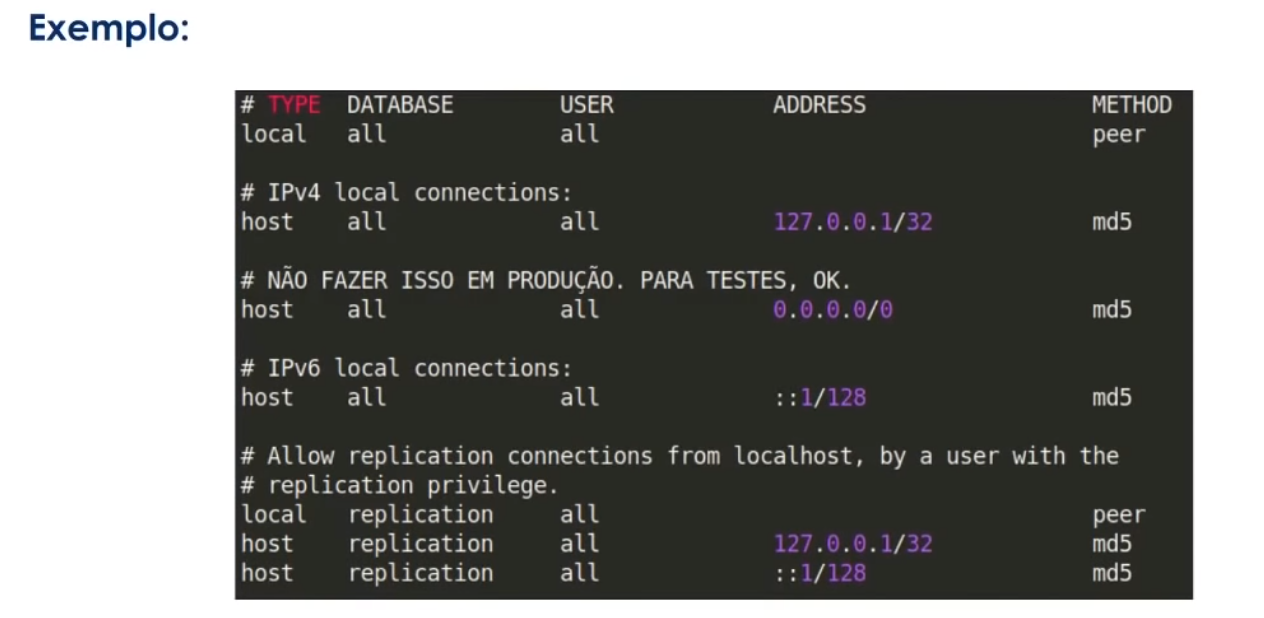 Exemplo:
# TYPE  DATABASE        USER            ADDRESS                 METHOD
local   all             all                                     peer
# IPv4 local connections:
host    all             all             127.0.0.1/32            md5
# NÃO FAZER ISSO EM PRODUÇÃO. PARA TESTES, OK.
host    all             all             0.0.0.0/0               md5
# IPv6 local connections:
host    all             all             ::1/128                 md5
# Allow replication connections from localhost, by a user with the
# replication privilege.
local   replication     all                                     peer
host    replication     all             127.0.0.1/32            md5
host    replication     all             ::1/128                 md5